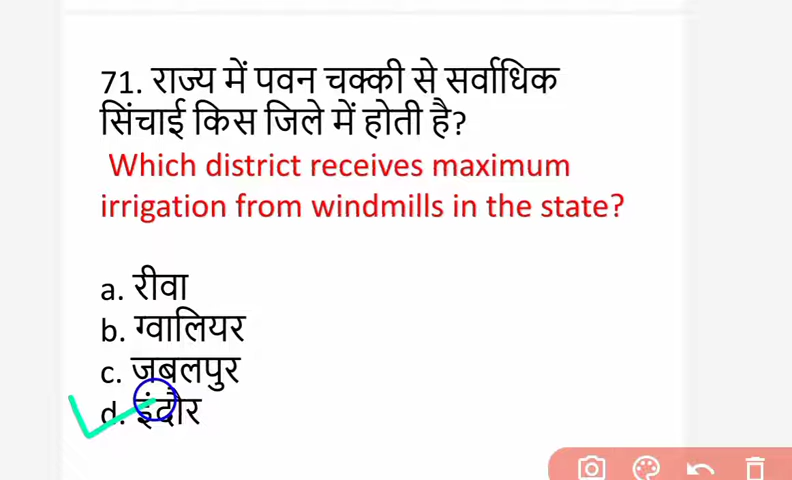 71. राज्य में पवन चक्की से सर्वाधिक
सिंचाई किस जिले में होती है?
Which district receives maximum
irrigation from windmills in the state?
a. रीवा
b. ग्वालियर
c. जबलपुर
d. इंदौर